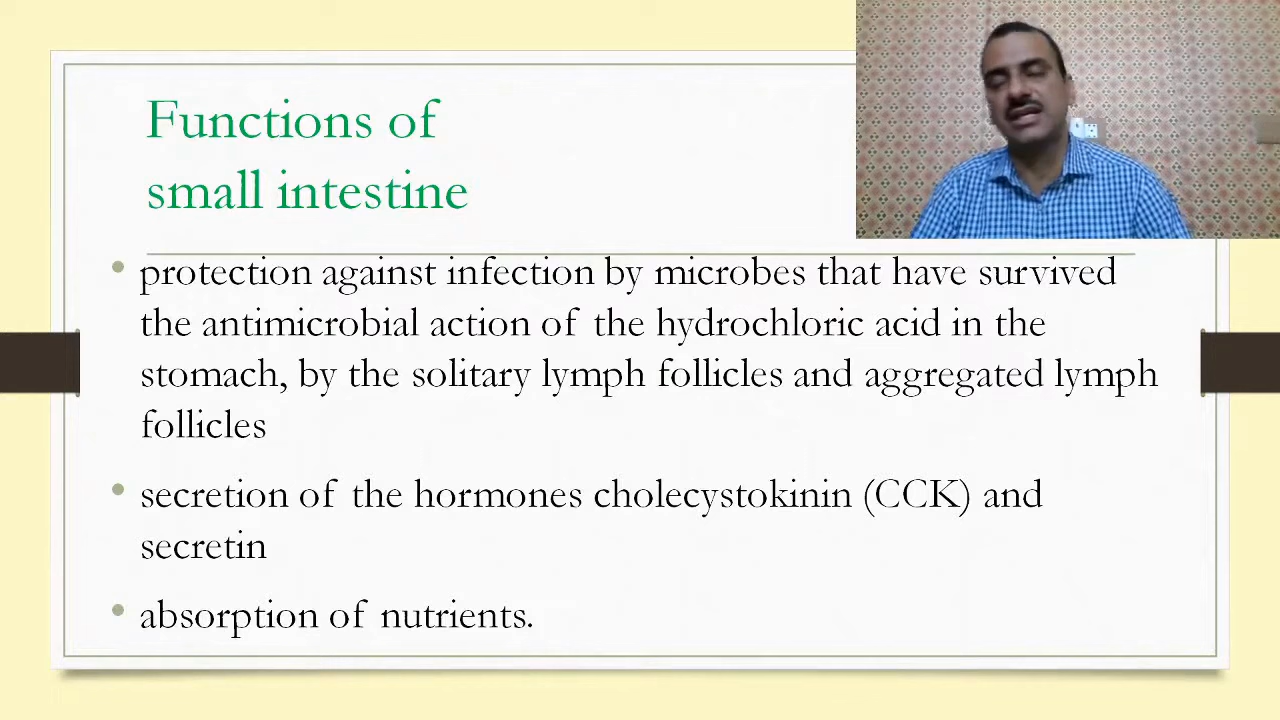 Functions of
small intestine
• protection against infection by microbes that have survived
the antimicrobial action of the hydrochloric acid in the
stomach, by the solitary lymph follicles and aggregated lymph
follicles
• secretion of the hormones cholecystokinin (CCK) and
secretin
• absorption of nutrients.